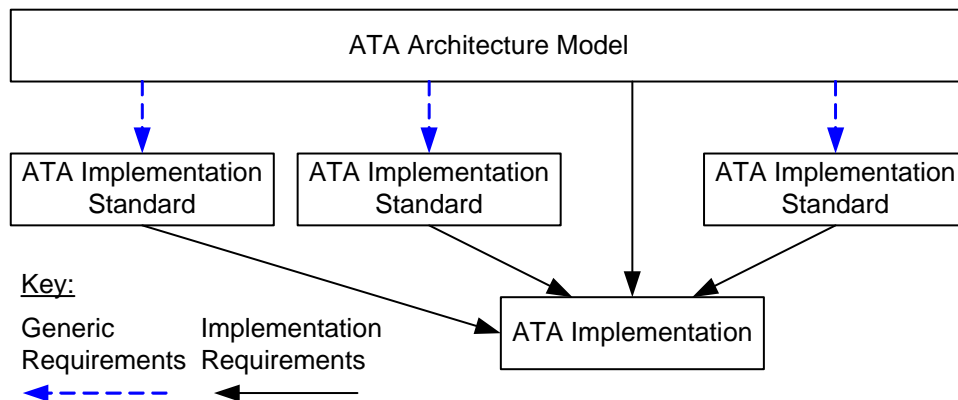 ATA Architecture Model
ATA Implementation
Standard
ATA Implementation
Standard
ATA Implementation
Standard
Key:
Generic
Requirements
Implementation
Requirements
ATA Implementation